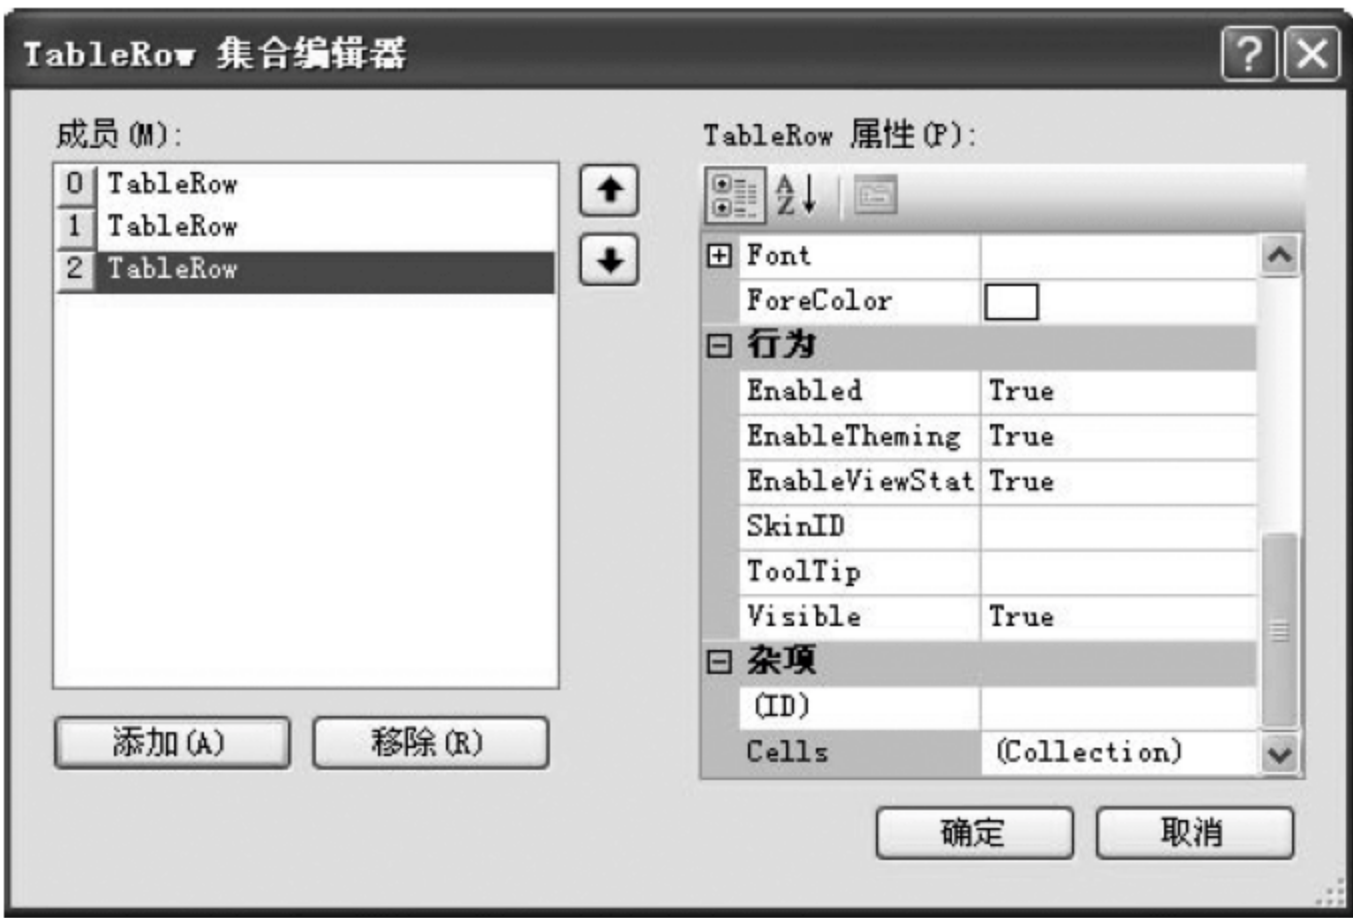 TableRow 集合编辑器
成员(M):
0 TableRow
1 TableRow
2 TableRow
添加(A)
移除(R)
TableRow 属性(P):
Font
ForeColor
行为
Enabled True
EnableTheming True
EnableViewStat True
SkinID
ToolTip
Visible True
杂项
(ID)
Cells (Collection)
确定
取消